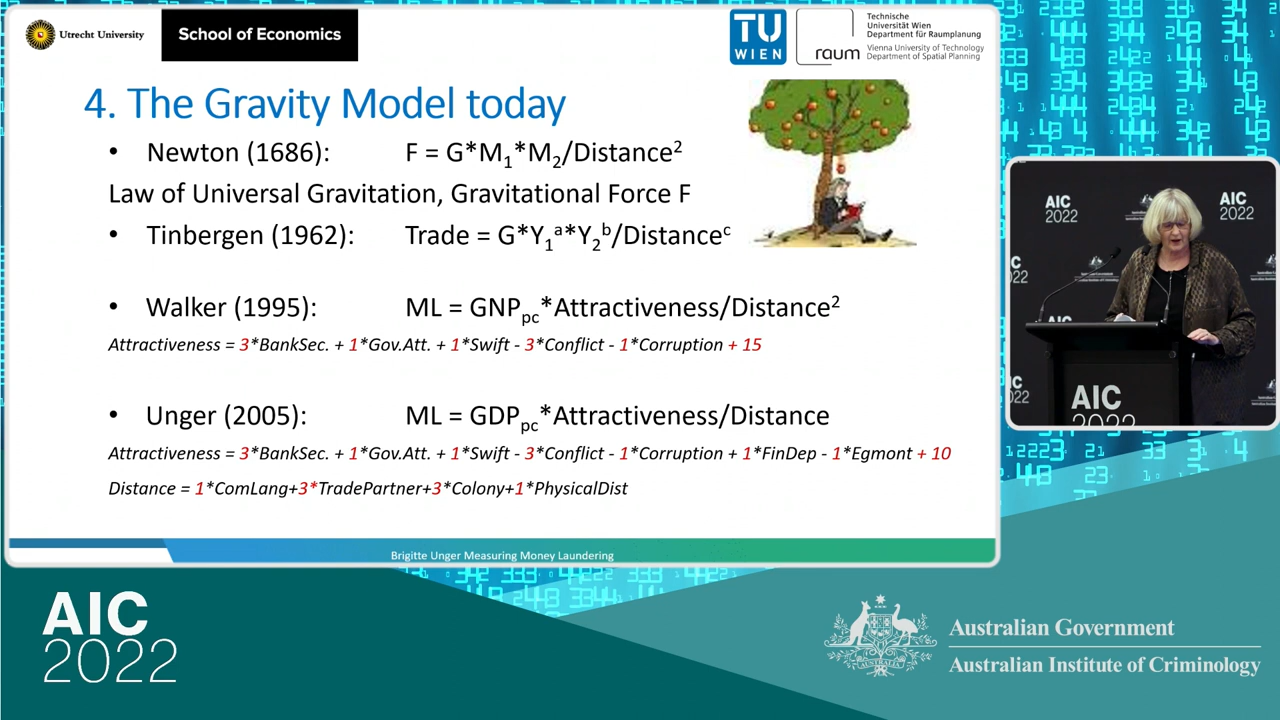 Utrecht University
School of Economics
TU
WIEN
raum
Technische
Universität Wien
Department für Raumplanung
Vienna University of Technology
Department of Spatial Planning
4. The Gravity Model today
• Newton (1686): F = G*M₁*M₂/Distance²
Law of Universal Gravitation, Gravitational Force F
• Tinbergen (1962): Trade = G*Y₁ᵃ*Y₂ᵇ/Distanceᶜ
• Walker (1995): ML = GNPpc*Attractiveness/Distance²
Attractiveness = 3*BankSec. + 1*Gov.Att. + 1*Swift - 3*Conflict - 1*Corruption + 15
• Unger (2005): ML = GDPpc*Attractiveness/Distance
Attractiveness = 3*BankSec. + 1*Gov.Att. + 1*Swift - 3*Conflict - 1*Corruption + 1*FinDep - 1*Egmont + 10
Distance = 1*ComLang+3*TradePartner+3*Colony+1*PhysicalDist
Brigitte Unger Measuring Money Laundering
AIC
2022
AIC
2022
AIC
2022
AIC
2022
Australian Government
Australian Institute of Criminology